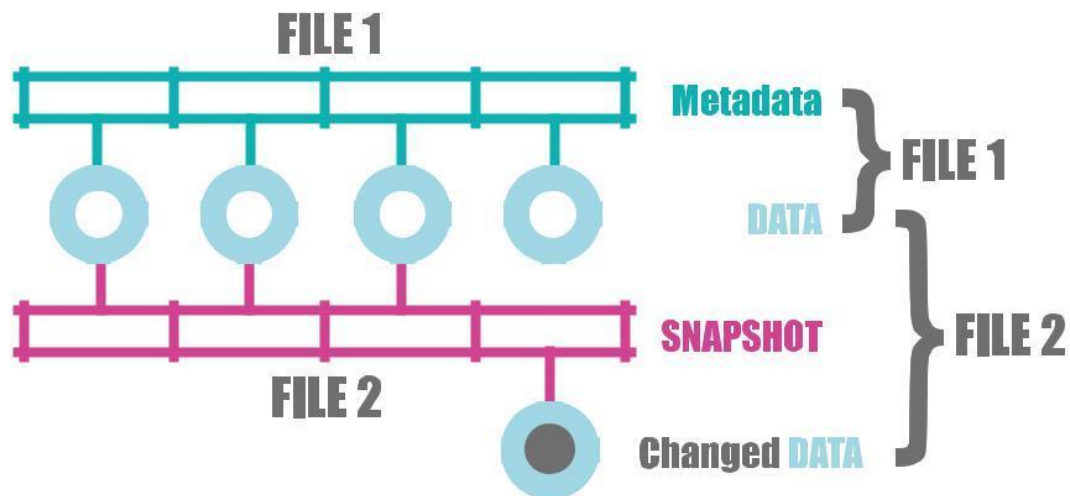 FILE 1
Metadata
FILE 1
DATA
SNAPSHOT
FILE 2
FILE 2
Changed DATA